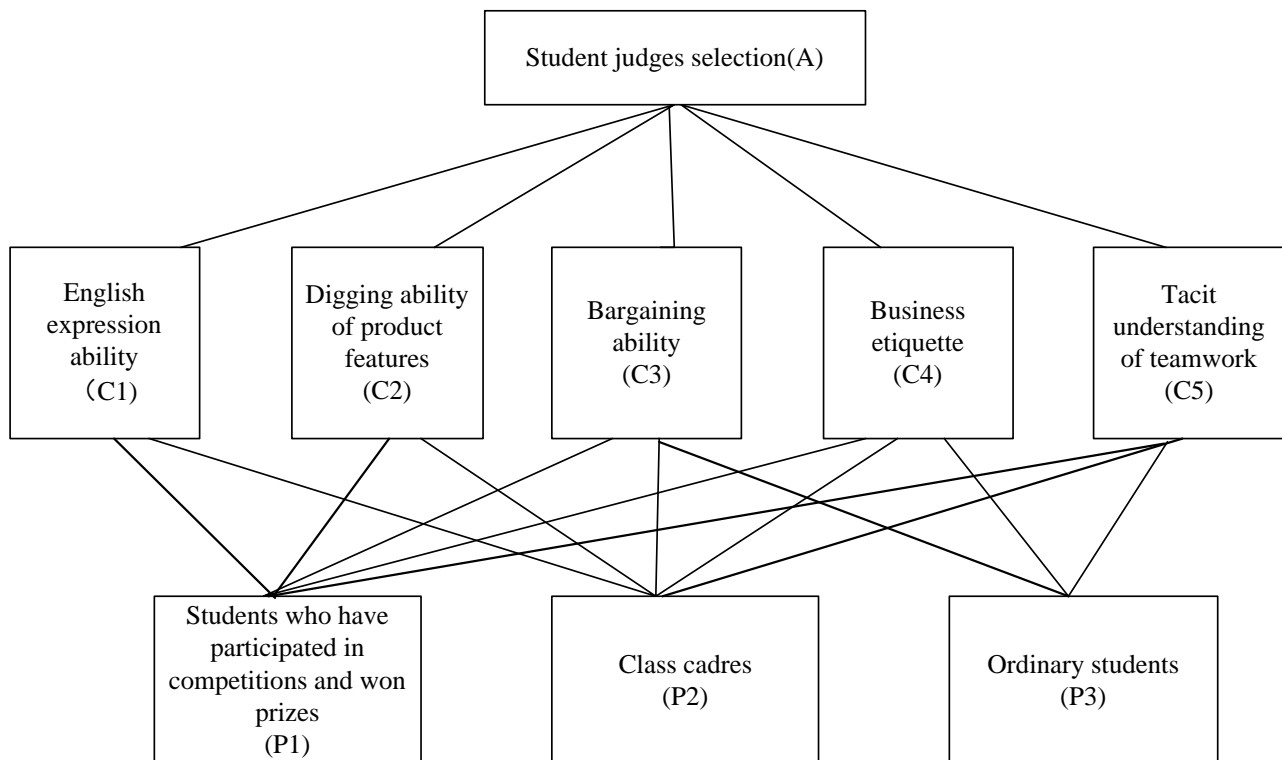 Student judges selection(A)
English
expression
ability
（C1)
Digging ability
of product
features
(C2)
Bargaining
ability
(C3)
Business
etiquette
(C4)
Tacit
understanding
of teamwork
(C5)
Students who have
participated in
competitions and won
prizes
(P1)
Class cadres
(P2)
Ordinary students
(P3)